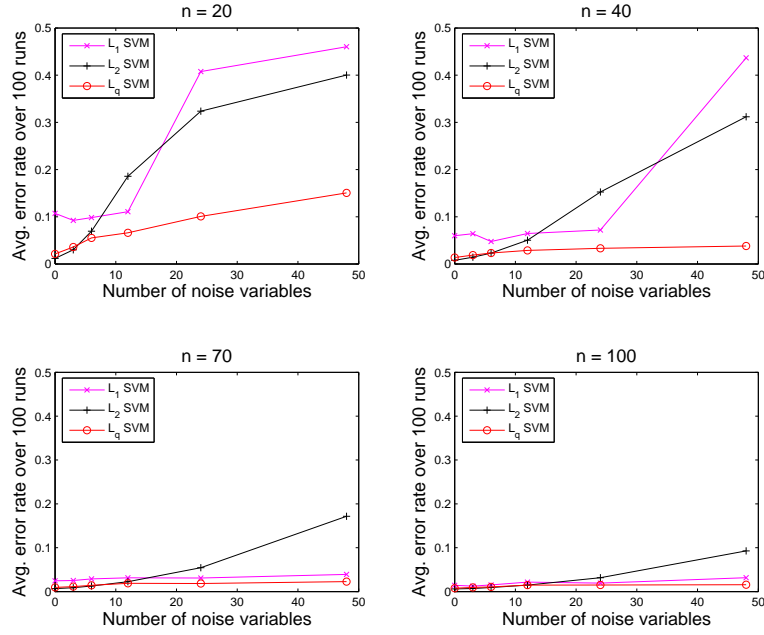 n = 20
L1 SVM
L2 SVM
Lq SVM
Avg. error rate over 100 runs
0.5
0.4
0.3
0.2
0.1
0
0 10 20 30 40 50
Number of noise variables
n = 40
L1 SVM
L2 SVM
Lq SVM
Avg. error rate over 100 runs
0.5
0.4
0.3
0.2
0.1
0
0 10 20 30 40 50
Number of noise variables
n = 70
L1 SVM
L2 SVM
Lq SVM
Avg. error rate over 100 runs
0.5
0.4
0.3
0.2
0.1
0
0 10 20 30 40 50
Number of noise variables
n = 100
L1 SVM
L2 SVM
Lq SVM
Avg. error rate over 100 runs
0.5
0.4
0.3
0.2
0.1
0
0 10 20 30 40 50
Number of noise variables